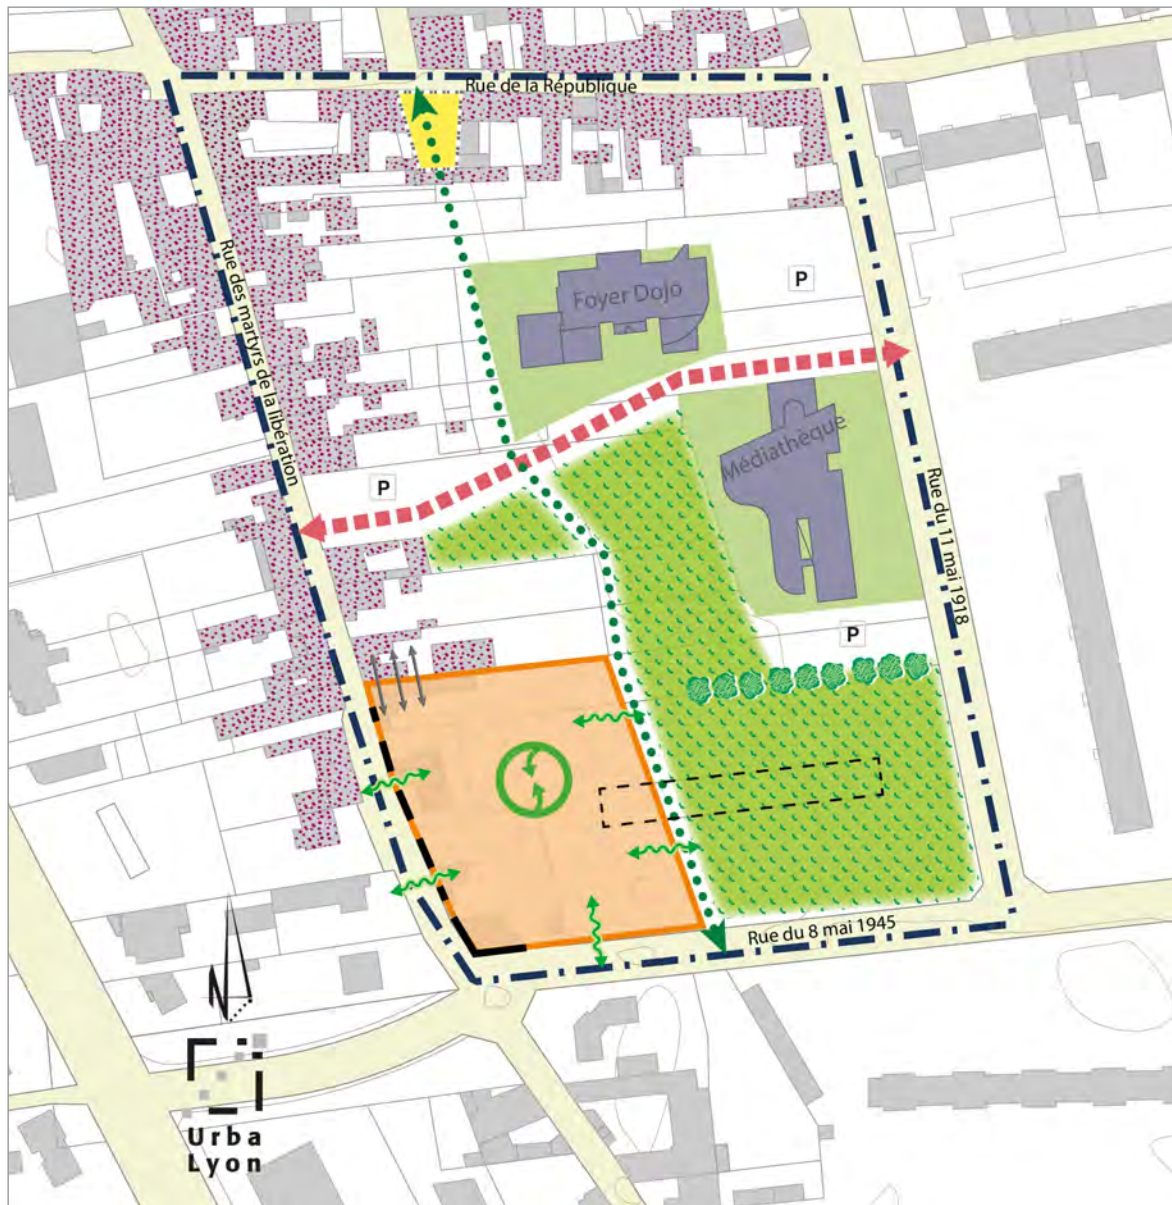 Rue de la République
Rue des martyrs de la libération
Foyer Dojo
P
P
Médiathèque
Rue du 11 mai 1918
P
Rue du 8 mai 1945
N
Urba
Lyon